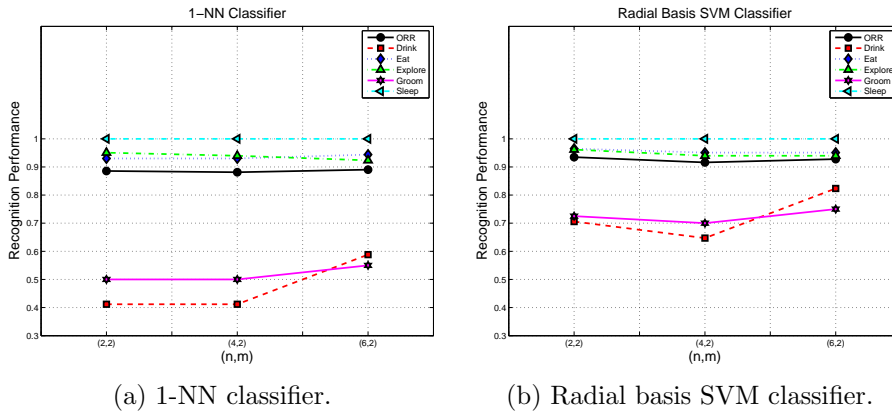 1−NN Classifier
ORR
Drink
Eat
Explore
Groom
Sleep
Recognition Performance
1
0.9
0.8
0.7
0.6
0.5
0.4
0.3
(2,2)
(4,2)
(6,2)
(n,m)
(a) 1-NN classifier.
Radial Basis SVM Classifier
ORR
Drink
Eat
Explore
Groom
Sleep
Recognition Performance
1
0.9
0.8
0.7
0.6
0.5
0.4
0.3
(2,2)
(4,2)
(6,2)
(n,m)
(b) Radial basis SVM classifier.